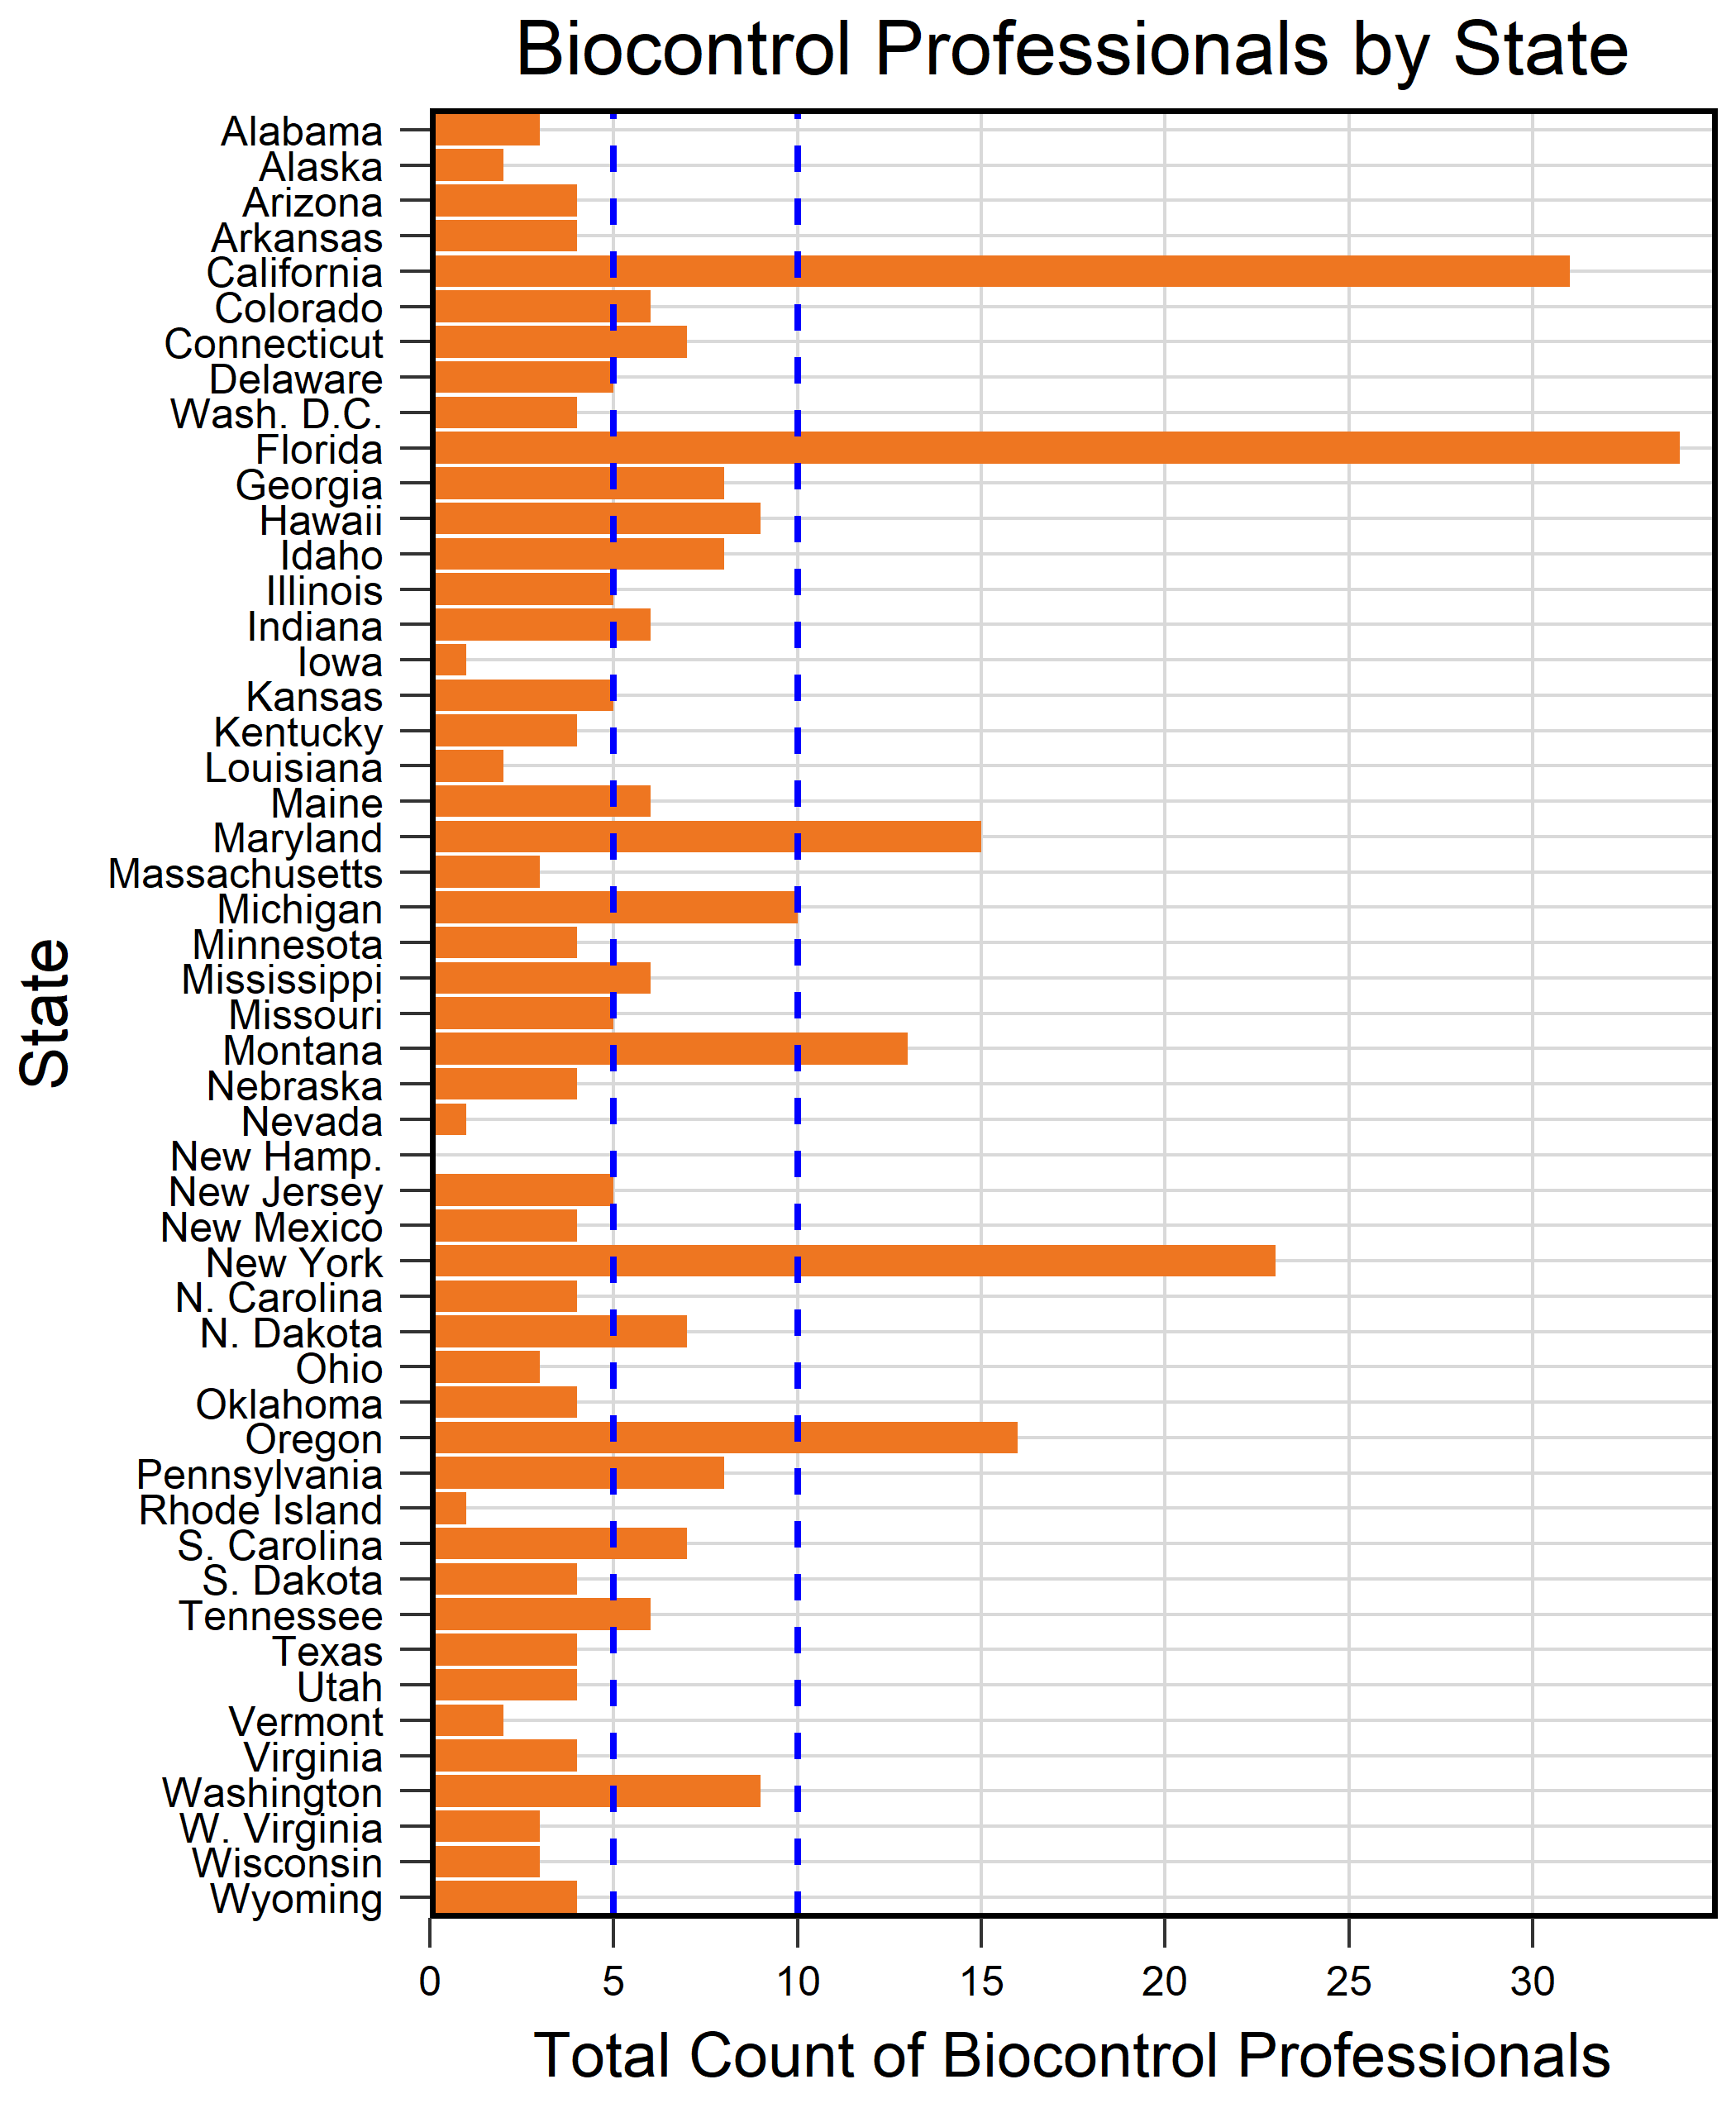 Biocontrol Professionals by State
Alabama
Alaska
Arizona
Arkansas
California
Colorado
Connecticut
Delaware
Wash. D.C.
Florida
Georgia
Hawaii
Idaho
Illinois
Indiana
Iowa
Kansas
Kentucky
Louisiana
Maine
Maryland
Massachusetts
Michigan
Minnesota
Mississippi
Missouri
Montana
Nebraska
Nevada
New Hamp.
New Jersey
New Mexico
New York
N. Carolina
N. Dakota
Ohio
Oklahoma
Oregon
Pennsylvania
Rhode Island
S. Carolina
S. Dakota
Tennessee
Texas
Utah
Vermont
Virginia
Washington
W. Virginia
Wisconsin
Wyoming
State
0 5 10 15 20 25 30
Total Count of Biocontrol Professionals